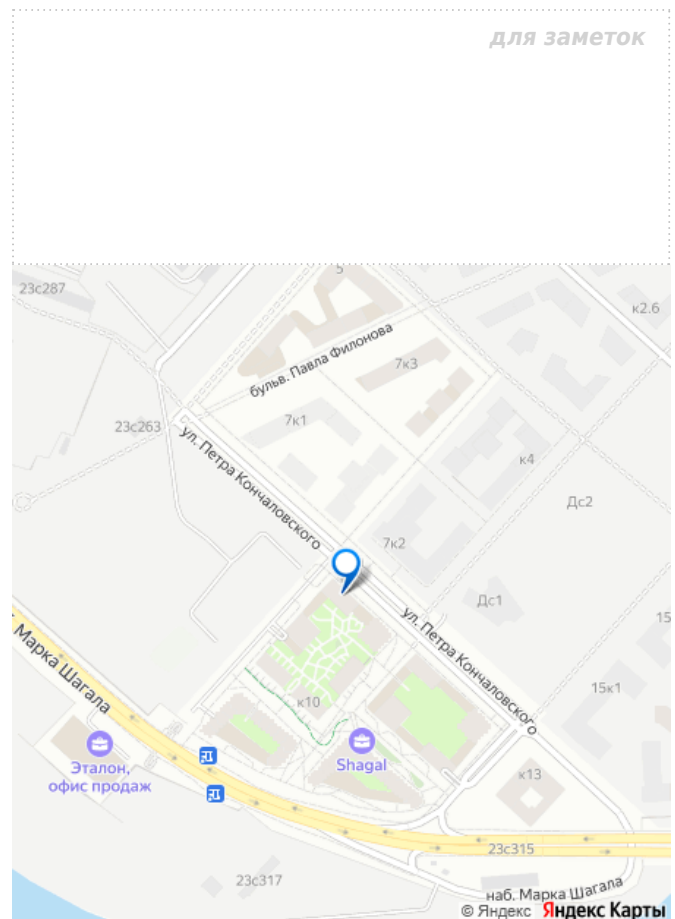 для заметок
5
23с287
к2.6
бульв. Павла Филонова
7к3
7к1
23с263
ул. Петра Кончаловского
к4
Дс2
7к2
Дс1
ул. Петра Кончаловского
15
Марка Шагала
15к1
к10
Эталон,
офис продаж
Shagal
к13
23с315
23с317
наб. Марка Шагала
© Яндекс Яндекс Карты